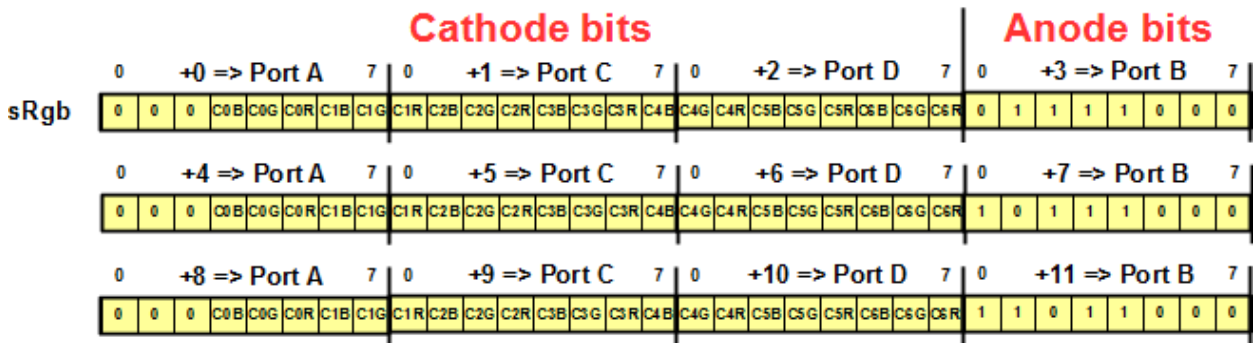 Cathode bits Anode bits
0 +0 => Port A 7 0 +1 => Port C 7 0 +2 => Port D 7 0 +3 => Port B 7
sRgb 0 0 0 C0B C0G C0R C1B C1G C1R C2B C2G C2R C3B C3G C3R C4B C4G C4R C5B C5G C5R C6B C6G C6R 0 1 1 1 1 0 0 0
0 +4 => Port A 7 0 +5 => Port C 7 0 +6 => Port D 7 0 +7 => Port B 7
0 0 0 C0B C0G C0R C1B C1G C1R C2B C2G C2R C3B C3G C3R C4B C4G C4R C5B C5G C5R C6B C6G C6R 1 0 1 1 1 0 0 0
0 +8 => Port A 7 0 +9 => Port C 7 0 +10 => Port D 7 0 +11 => Port B 7
0 0 0 C0B C0G C0R C1B C1G C1R C2B C2G C2R C3B C3G C3R C4B C4G C4R C5B C5G C5R C6B C6G C6R 1 1 0 1 1 0 0 0